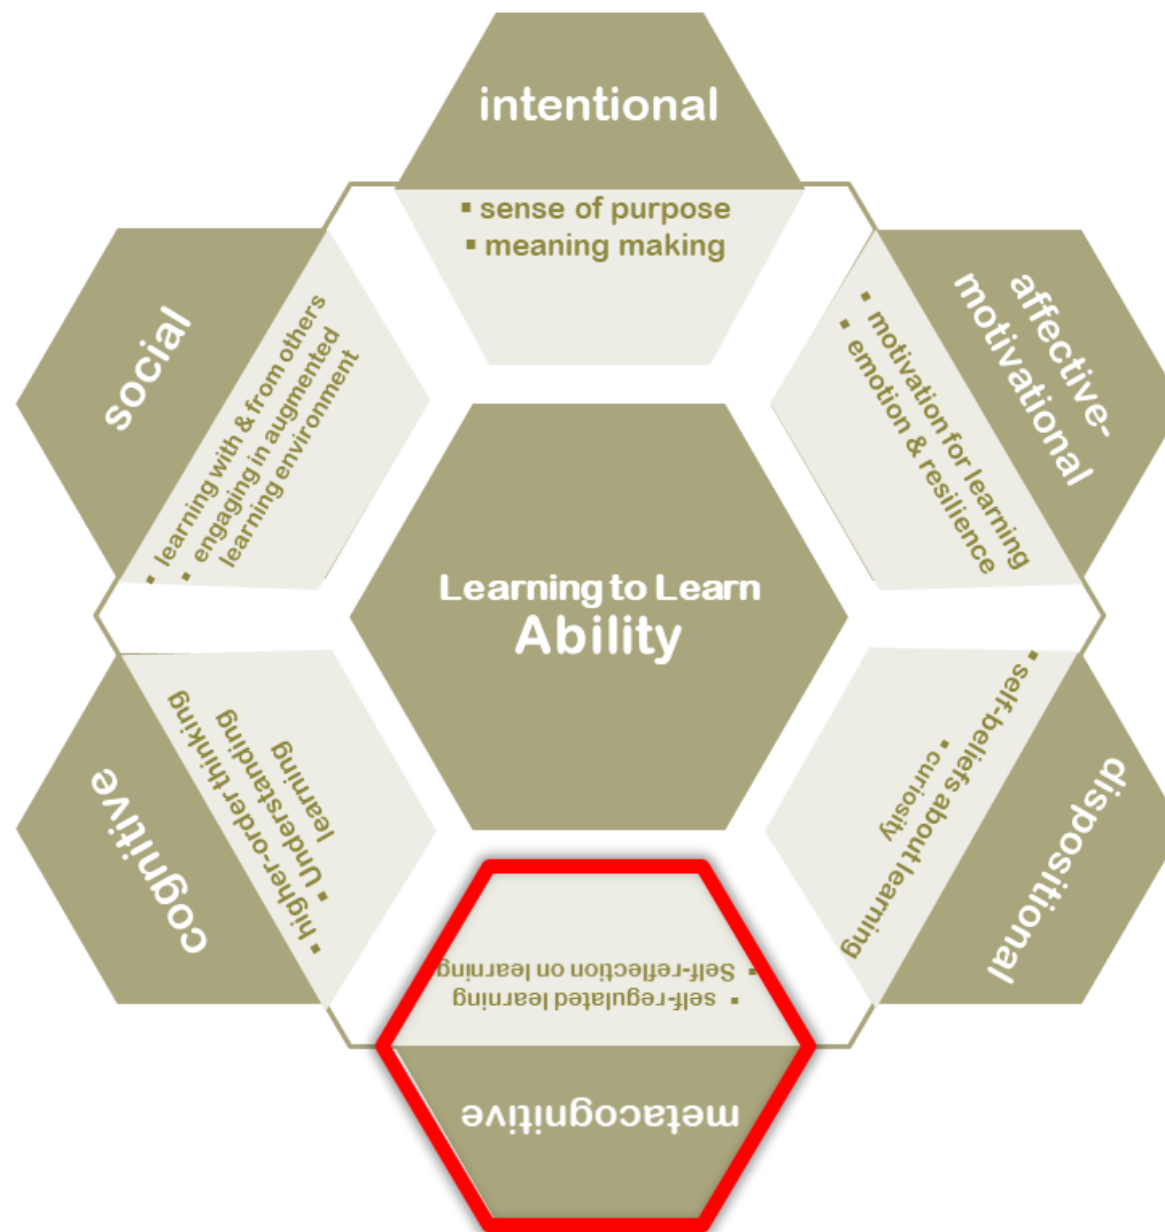 intentional
▪ sense of purpose
▪ meaning making
affective-
motivational
▪ motivation for learning
▪ emotion & resilience
dispositional
▪ self-beliefs about learning
▪ curiosity
metacognitive
▪ self-regulated learning
▪ Self-reflection on learning
cognitive
▪ higher-order thinking
▪ Understanding
learning
social
▪ learning with & from others
▪ engaging in augmented
learning environment
Learning to Learn
Ability